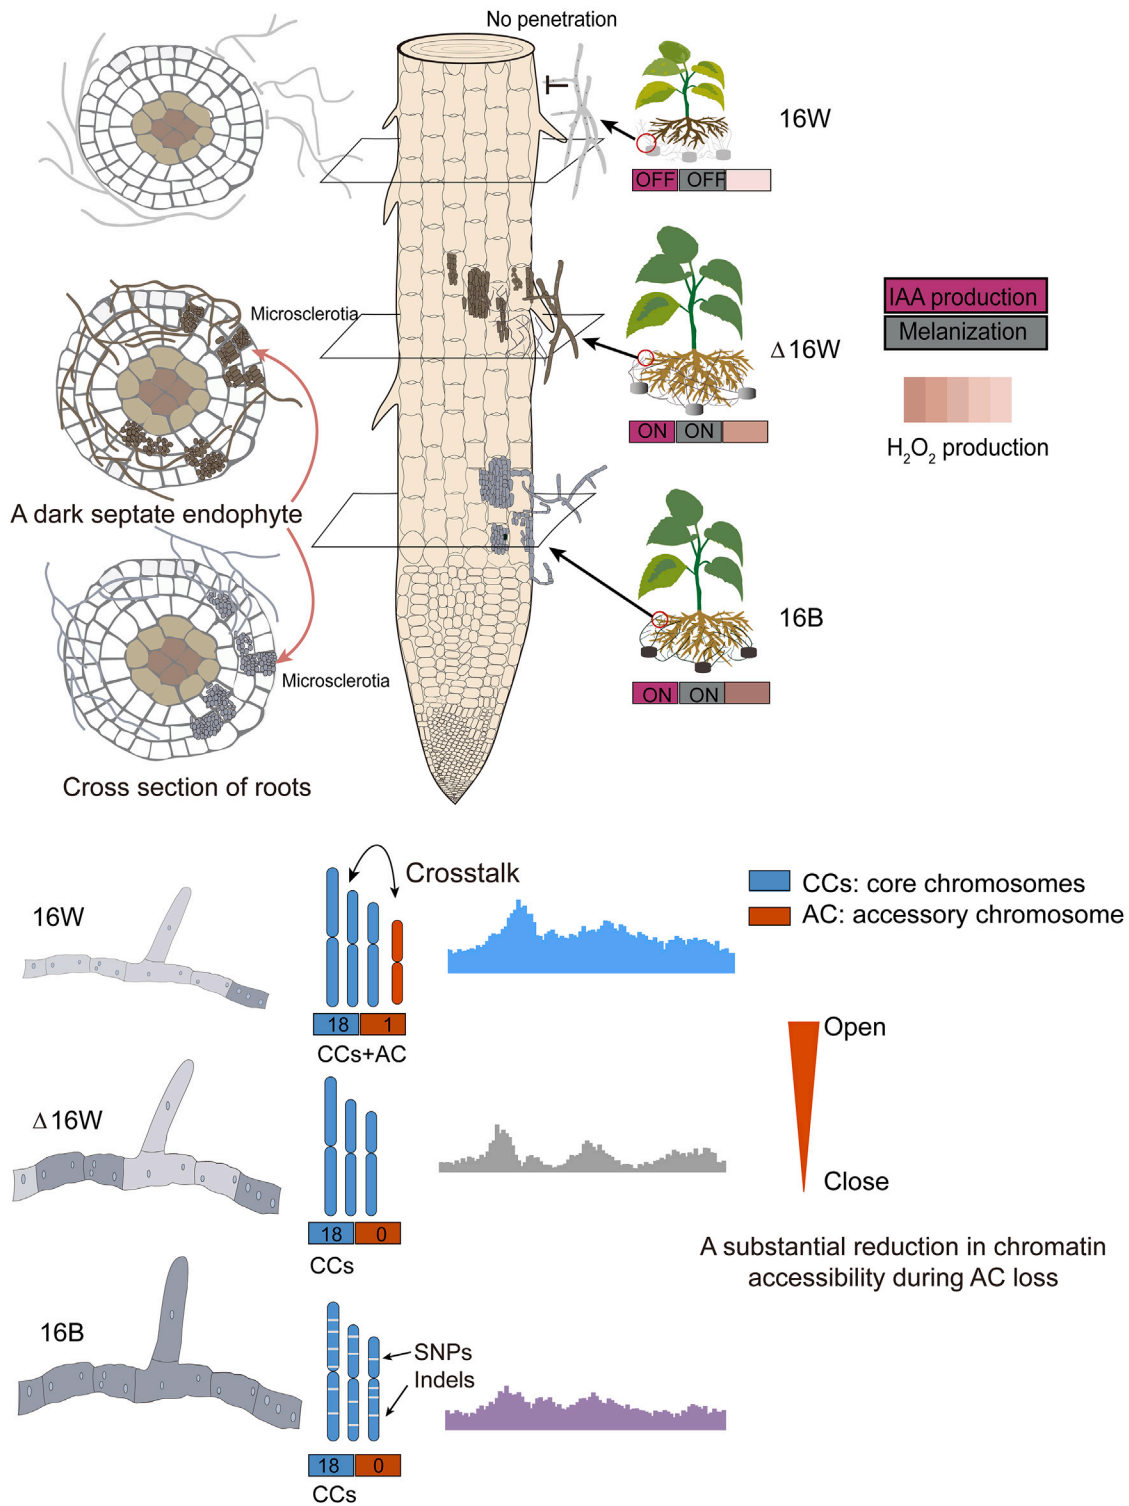 No penetration
16W
OFF OFF
Microsclerotia
Δ16W
IAA production
Melanization
ON ON
H₂O₂ production
A dark septate endophyte
16B
Microsclerotia
ON ON
Cross section of roots
Crosstalk
CCs: core chromosomes
AC: accessory chromosome
16W
18 1
CCs+AC
Open
Δ16W
Close
18 0
CCs
A substantial reduction in chromatin
accessibility during AC loss
16B
SNPs
Indels
18 0
CCs